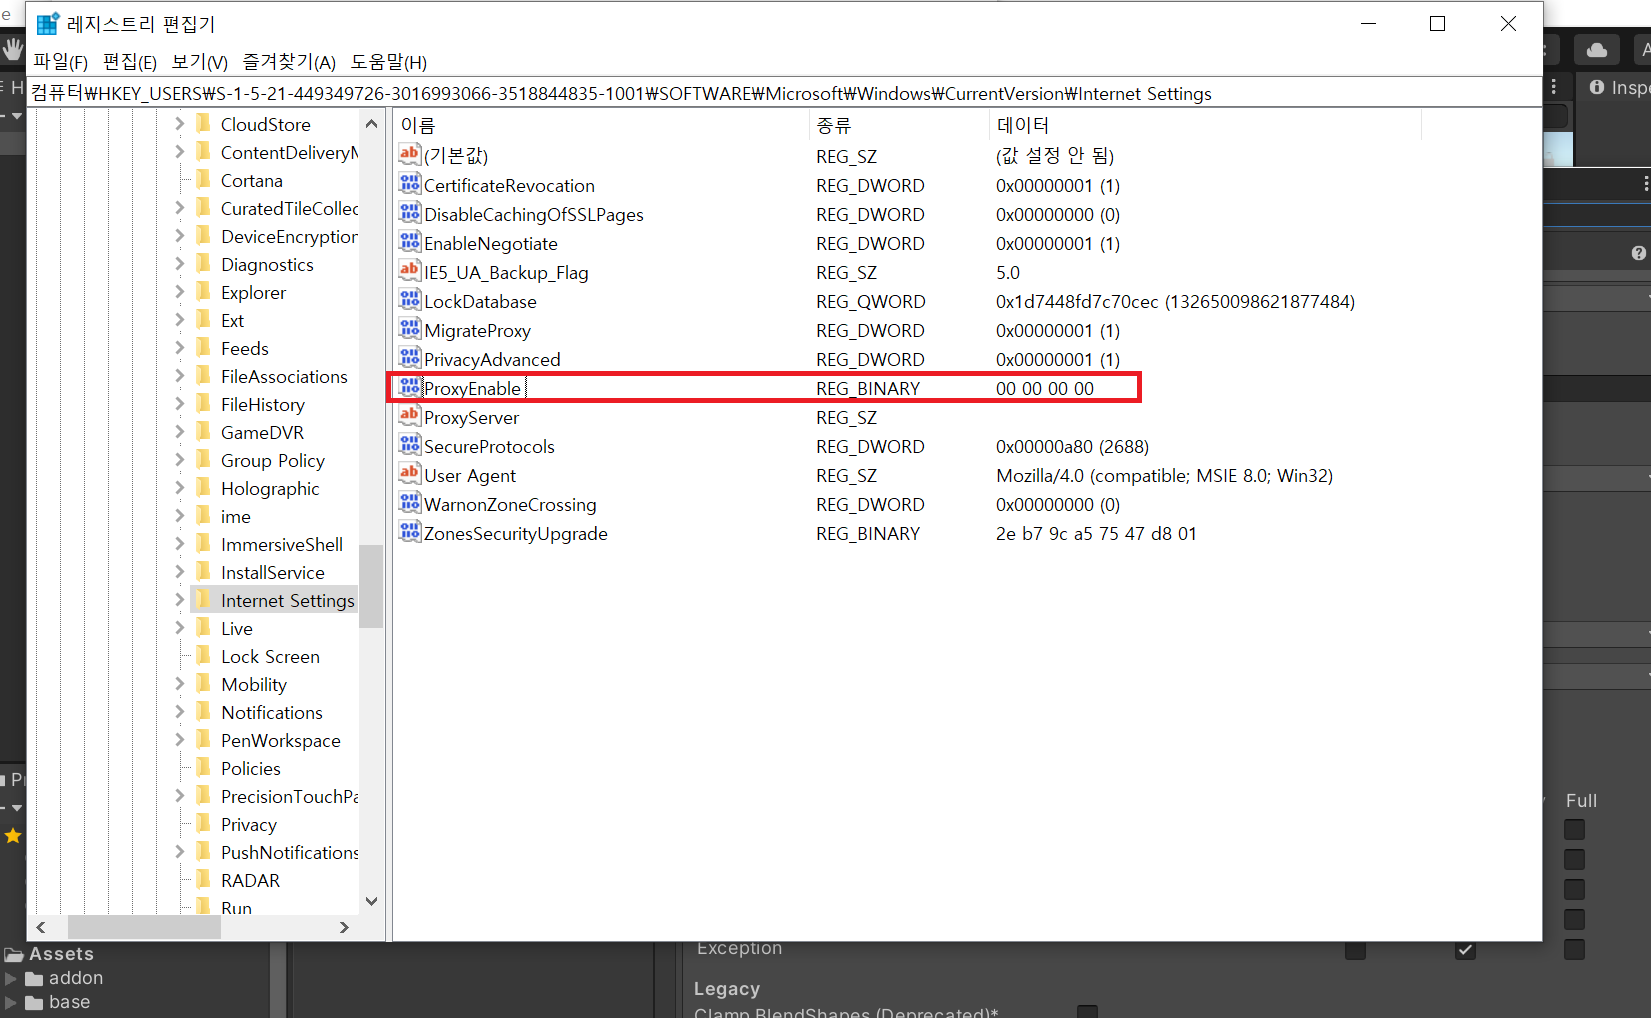 레지스트리 편집기
파일(F) 편집(E) 보기(V) 즐겨찾기(A) 도움말(H)
컴퓨터₩HKEY_USERS₩S-1-5-21-449349726-3016993066-3518844835-1001₩SOFTWARE₩Microsoft₩Windows₩CurrentVersion₩Internet Settings
CloudStore
ContentDeliveryM
Cortana
CuratedTileCollec
DeviceEncryption
Diagnostics
Explorer
Ext
Feeds
FileAssociations
FileHistory
GameDVR
Group Policy
Holographic
ime
ImmersiveShell
InstallService
Internet Settings
Live
Lock Screen
Mobility
Notifications
PenWorkspace
Policies
PrecisionTouchPa
Privacy
PushNotifications
RADAR
Run
이름 종류 데이터
(기본값) REG_SZ (값 설정 안 됨)
CertificateRevocation REG_DWORD 0x00000001 (1)
DisableCachingOfSSLPages REG_DWORD 0x00000000 (0)
EnableNegotiate REG_DWORD 0x00000001 (1)
IE5_UA_Backup_Flag REG_SZ 5.0
LockDatabase REG_QWORD 0x1d7448fd7c70cec (132650098621877484)
MigrateProxy REG_DWORD 0x00000001 (1)
PrivacyAdvanced REG_DWORD 0x00000001 (1)
ProxyEnable REG_BINARY 00 00 00 00
ProxyServer REG_SZ
SecureProtocols REG_DWORD 0x00000a80 (2688)
User Agent REG_SZ Mozilla/4.0 (compatible; MSIE 8.0; Win32)
WarnonZoneCrossing REG_DWORD 0x00000000 (0)
ZonesSecurityUpgrade REG_BINARY 2e b7 9c a5 75 47 d8 01
Inspe
Full
Assets
addon
base
Exception
Legacy
Clamp BlendShapes (Deprecated)*